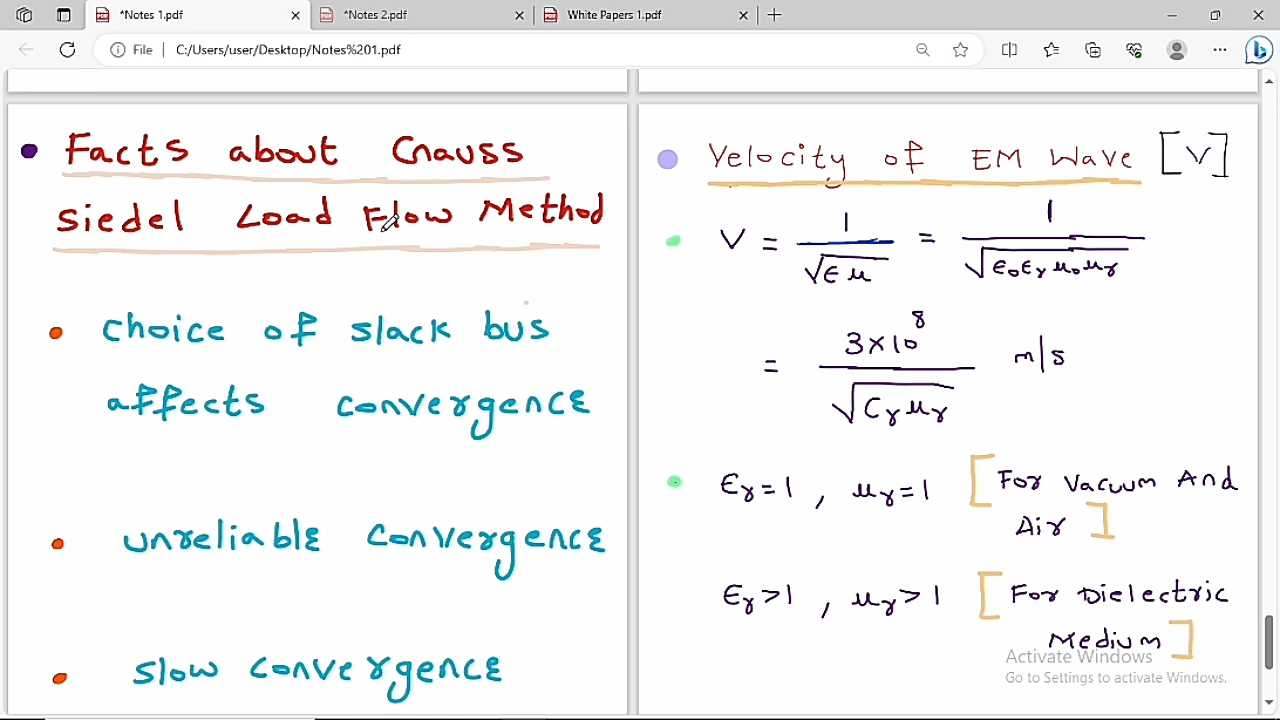 *Notes 1.pdf
*Notes 2.pdf
White Papers 1.pdf
File
C:/Users/user/Desktop/Notes%201.pdf
Facts about Gauss
Siedel Load Flow Method
choice of slack bus
affects convergence
unreliable convergence
slow convergence
Velocity of EM Wave [V]
V = 1/√ϵμ = 1/√ϵ₀ϵᵣμ₀μᵣ
= 3×10⁸/√ϵᵣμᵣ m/s
ϵᵣ=1, μᵣ=1 [For Vacuum And
Air]
ϵᵣ>1, μᵣ>1 [For Dielectric
Medium]
Activate Windows
Go to Settings to activate Windows.